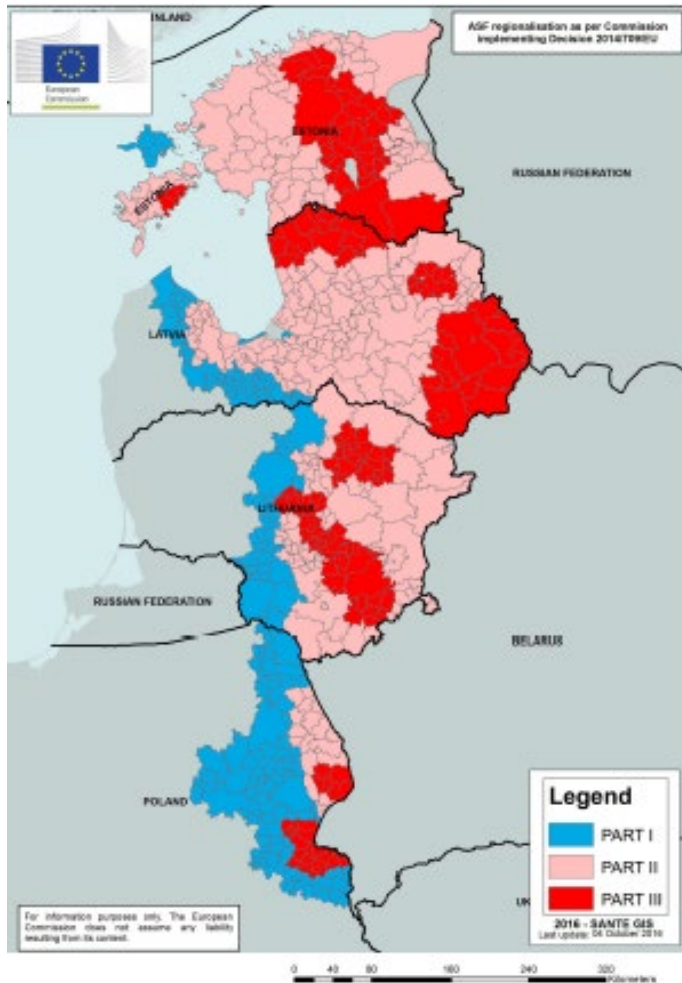 European
Commission
INLAND
ASF regionalisation as per Commission
Implementing Decision 2014/709/EU
ESTONIA
RUSSIAN FEDERATION
ESTONIA
LATVIA
LITHUANIA
RUSSIAN FEDERATION
BELARUS
POLAND
Legend
PART I
PART II
PART III
UK
2016 - SANTE GIS
Last update: 04 October 2016
For information purposes only. The European
Commission does not assume any liability
resulting from its content.
0 40 80 160 240 320
Kilometers